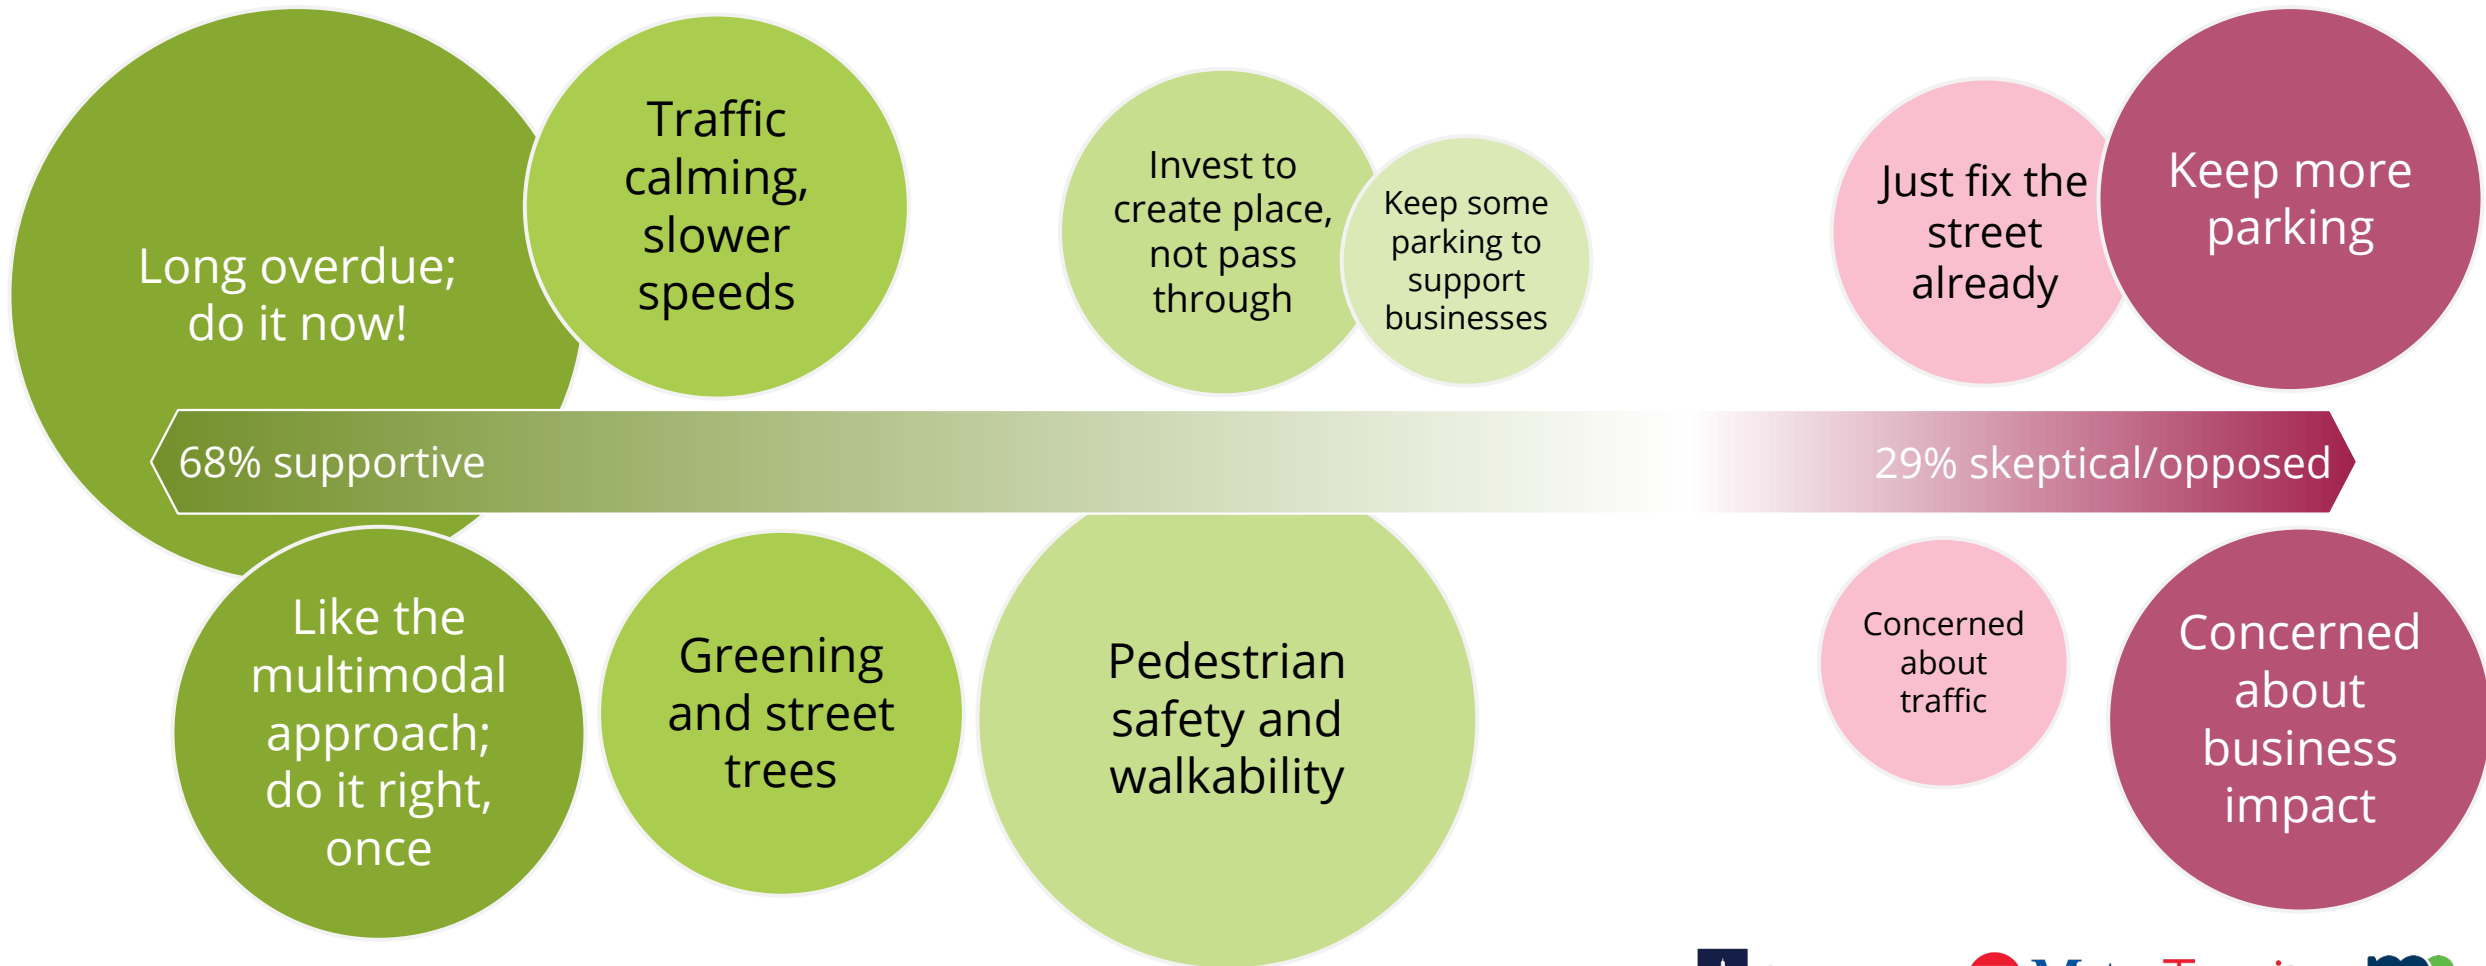 Long overdue;
do it now!
Traffic
calming,
slower
speeds
Invest to
create place,
not pass
through
Keep some
parking to
support
businesses
Just fix the
street
already
Keep more
parking
68% supportive
29% skeptical/opposed
Like the
multimodal
approach;
do it right,
once
Greening
and street
trees
Pedestrian
safety and
walkability
Concerned
about
traffic
Concerned
about
business
impact